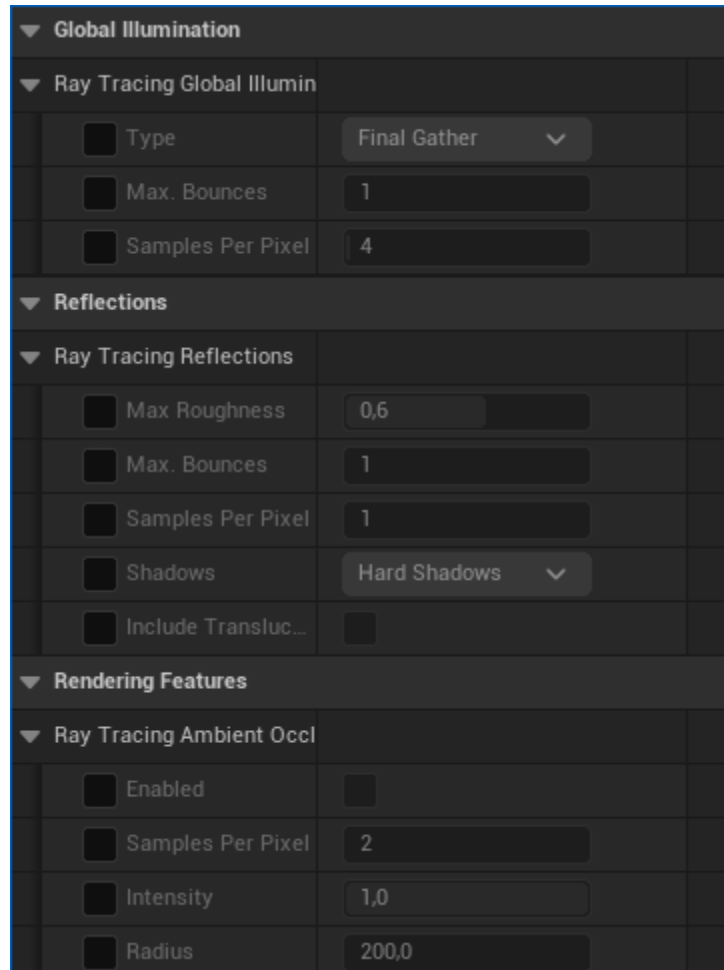 Global Illumination
Ray Tracing Global Illumin
Type Final Gather
Max. Bounces 1
Samples Per Pixel 4
Reflections
Ray Tracing Reflections
Max Roughness 0,6
Max. Bounces 1
Samples Per Pixel 1
Shadows Hard Shadows
Include Transluc...
Rendering Features
Ray Tracing Ambient Occl
Enabled
Samples Per Pixel 2
Intensity 1,0
Radius 200,0